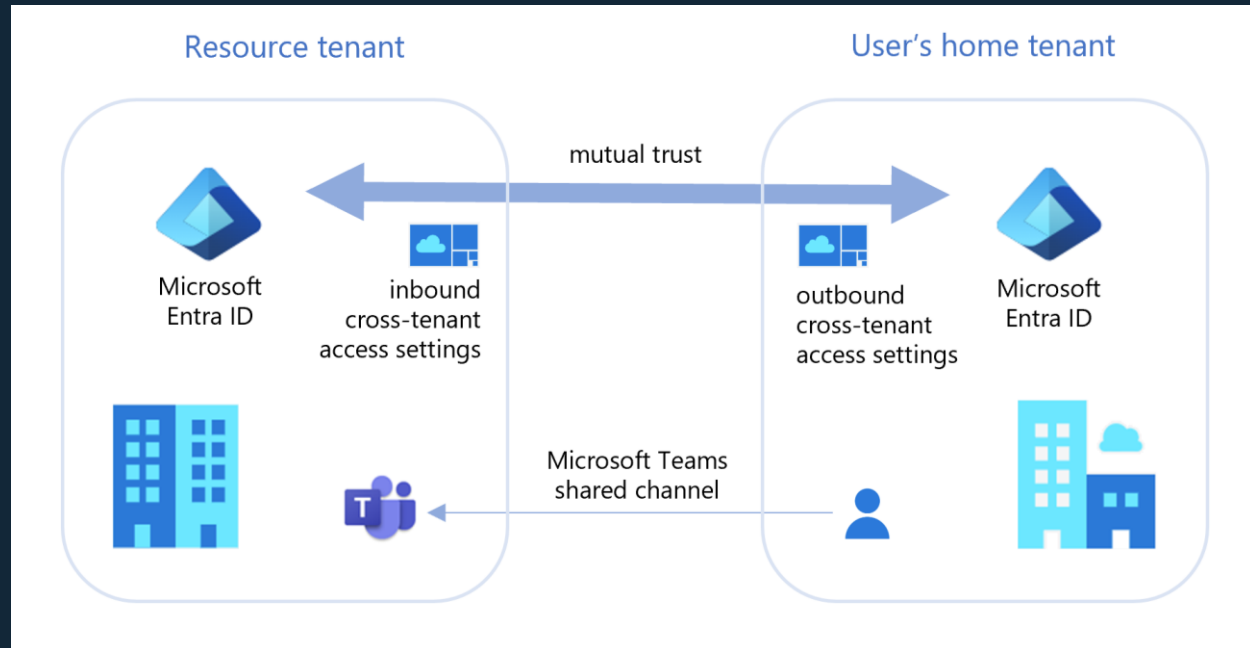 Resource tenant
User's home tenant
mutual trust
Microsoft
Entra ID
inbound
cross-tenant
access settings
outbound
cross-tenant
access settings
Microsoft
Entra ID
Microsoft Teams
shared channel
T